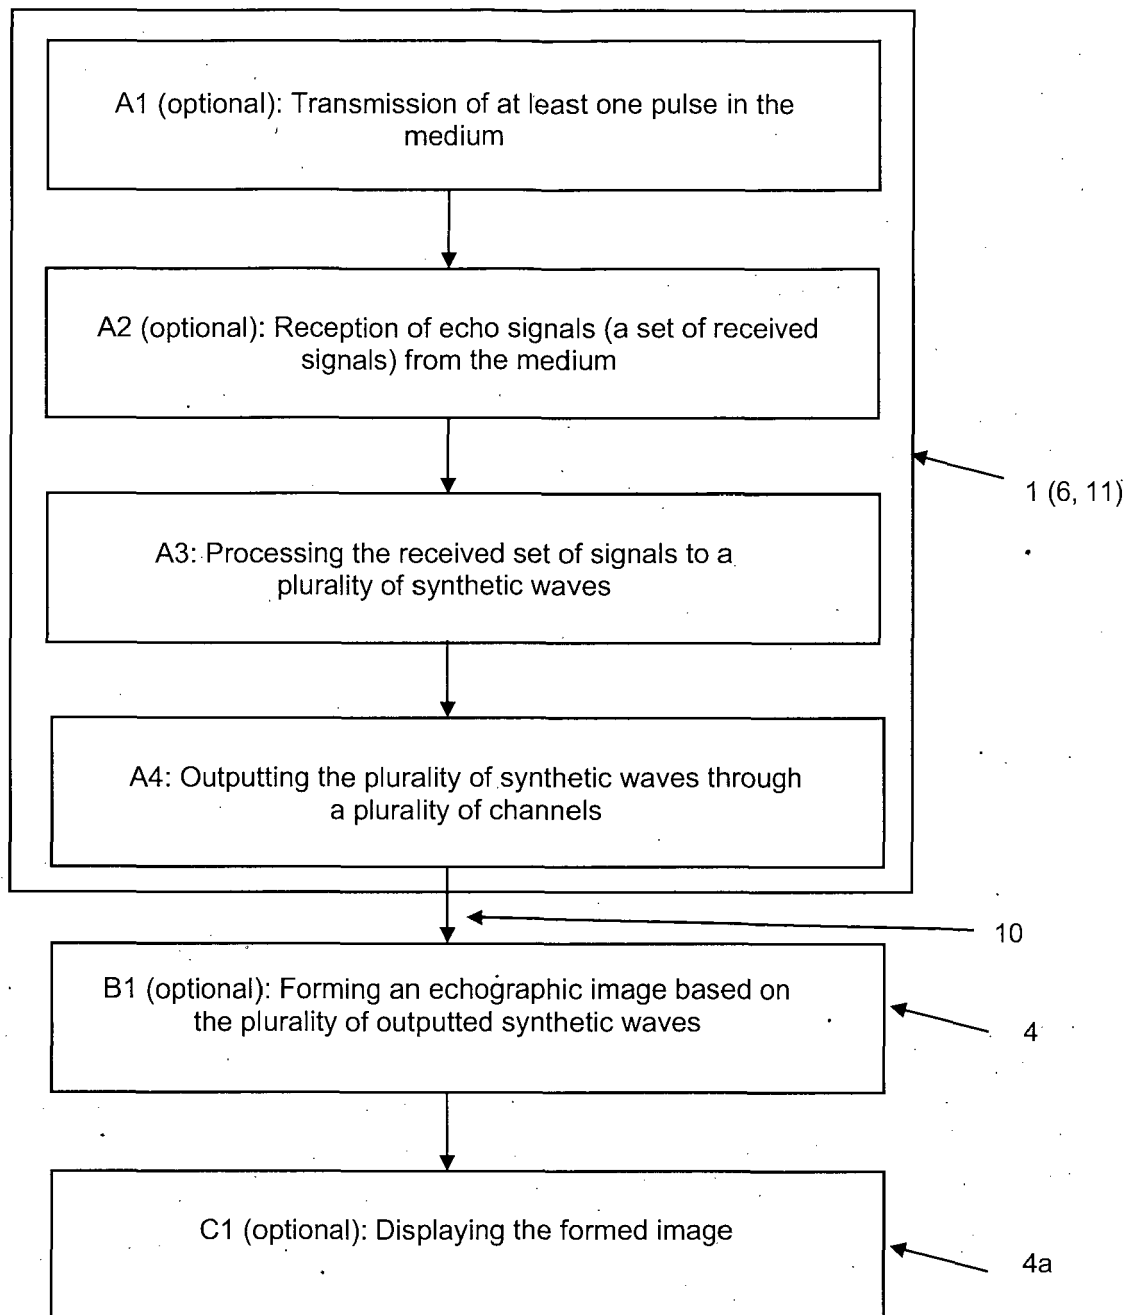 A1 (optional): Transmission of at least one pulse in the
medium
A2 (optional): Reception of echo signals (a set of received
signals) from the medium
1 (6, 11)
A3: Processing the received set of signals to a
plurality of synthetic waves
A4: Outputting the plurality of synthetic waves through
a plurality of channels
10
B1 (optional): Forming an echographic image based on
the plurality of outputted synthetic waves
4
C1 (optional): Displaying the formed image
4a